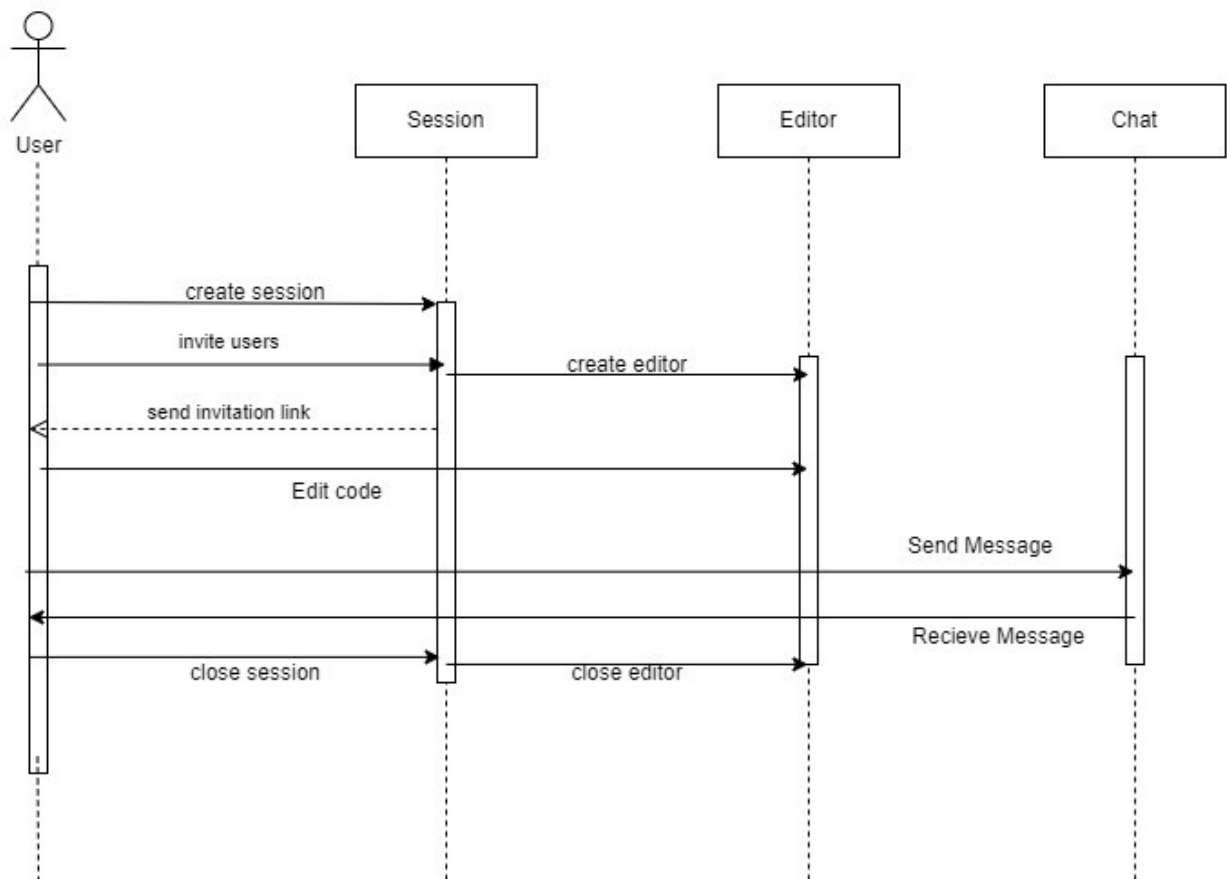 User
Session
Editor
Chat
create session
invite users
create editor
send invitation link
Edit code
Send Message
Recieve Message
close session
close editor